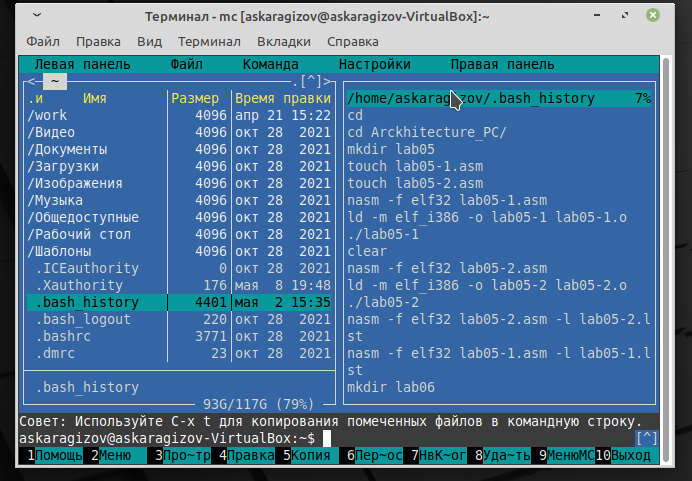 Терминал - mc [askaragizov@askaragizov-VirtualBox]:~
Файл Правка Вид Терминал Вкладки Справка
Левая панель Файл Команда Настройки Правая панель
<─ ~ .[^]>
.и Имя Размер Время правки
/work 4096 апр 21 15:22
/Видео 4096 окт 28 2021
/Документы 4096 окт 28 2021
/Загрузки 4096 окт 28 2021
/Изображения 4096 окт 28 2021
/Музыка 4096 окт 28 2021
/Общедоступные 4096 окт 28 2021
/Рабочий стол 4096 окт 28 2021
/Шаблоны 4096 окт 28 2021
.ICEauthority 0 окт 28 2021
.Xauthority 176 мая 8 19:48
.bash_history 4401 мая 2 15:35
.bash_logout 220 окт 28 2021
.bashrc 3771 окт 28 2021
.dmrc 23 окт 28 2021
.bash_history
93G/117G (79%)
/home/askaragizov/.bash_history 7%
cd
cd Arckhitecture_PC/
mkdir lab05
touch lab05-1.asm
touch lab05-2.asm
nasm -f elf32 lab05-1.asm
ld -m elf_i386 -o lab05-1 lab05-1.o
./lab05-1
clear
nasm -f elf32 lab05-2.asm
ld -m elf_i386 -o lab05-2 lab05-2.o
./lab05-2
nasm -f elf32 lab05-2.asm -l lab05-2.l
st
nasm -f elf32 lab05-1.asm -l lab05-1.l
st
mkdir lab06
Совет: Используйте C-x t для копирования помеченных файлов в командную строку.
askaragizov@askaragizov-VirtualBox:~$ [^]
1Помощь 2Меню 3Про~тр 4Правка 5Копия 6Пер~ос 7НвК~ог 8Уда~ть 9МенюMC 10Выход